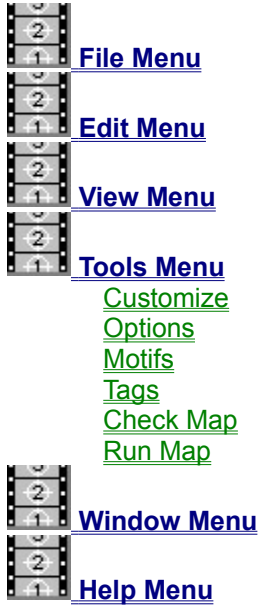 File Menu
Edit Menu
View Menu
Tools Menu
Customize
Options
Motifs
Tags
Check Map
Run Map
Window Menu
Help Menu